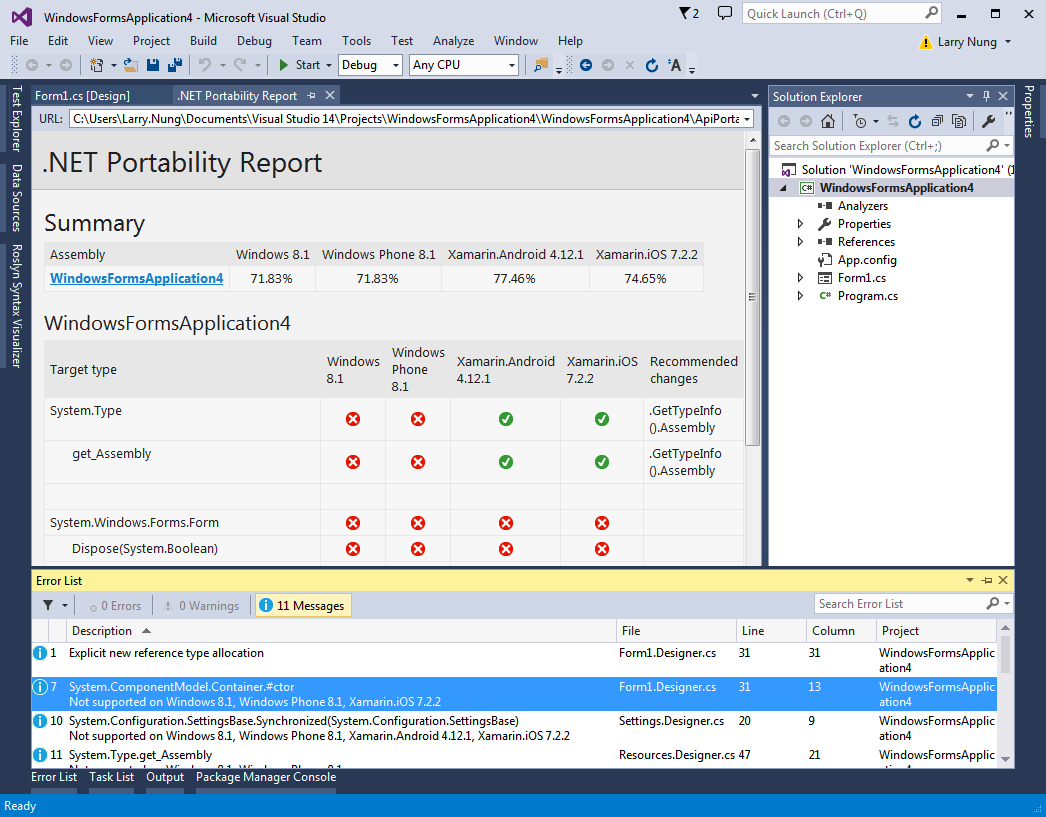 WindowsFormsApplication4 - Microsoft Visual Studio
2
Quick Launch (Ctrl+Q)
File Edit View Project Build Debug Team Tools Test Analyze Window Help
Larry Nung
Start Debug Any CPU
Test Explorer
Data Sources
Roslyn Syntax Visualizer
Form1.cs [Design] .NET Portability Report
URL: C:\Users\Larry.Nung\Documents\Visual Studio 14\Projects\WindowsFormsApplication4\WindowsFormsApplication4\ApiPorta
.NET Portability Report
Summary
Assembly Windows 8.1 Windows Phone 8.1 Xamarin.Android 4.12.1 Xamarin.iOS 7.2.2
WindowsFormsApplication4 71.83% 71.83% 77.46% 74.65%
WindowsFormsApplication4
Target type Windows 8.1 Windows Phone 8.1 Xamarin.Android 4.12.1 Xamarin.iOS 7.2.2 Recommended changes
System.Type .GetTypeInfo
().Assembly
get_Assembly .GetTypeInfo
().Assembly
System.Windows.Forms.Form
Dispose(System.Boolean)
Solution Explorer
Search Solution Explorer (Ctrl+;)
Solution 'WindowsFormsApplication4' (1
C# WindowsFormsApplication4
Analyzers
Properties
References
App.config
Form1.cs
C# Program.cs
Properties
Error List
0 Errors 0 Warnings 11 Messages
Search Error List
Description File Line Column Project
1 Explicit new reference type allocation Form1.Designer.cs 31 31 WindowsFormsApplic
ation4
7 System.ComponentModel.Container.#ctor Form1.Designer.cs 31 13 WindowsFormsApplic
Not supported on Windows 8.1, Windows Phone 8.1, Xamarin.iOS 7.2.2 ation4
10 System.Configuration.SettingsBase.Synchronized(System.Configuration.SettingsBase) Settings.Designer.cs 20 9 WindowsFormsApplic
Not supported on Windows 8.1, Windows Phone 8.1, Xamarin.Android 4.12.1, Xamarin.iOS 7.2.2 ation4
11 System.Type.get_Assembly Resources.Designer.cs 47 21 WindowsFormsApplic
Error List Task List Output Package Manager Console
Ready